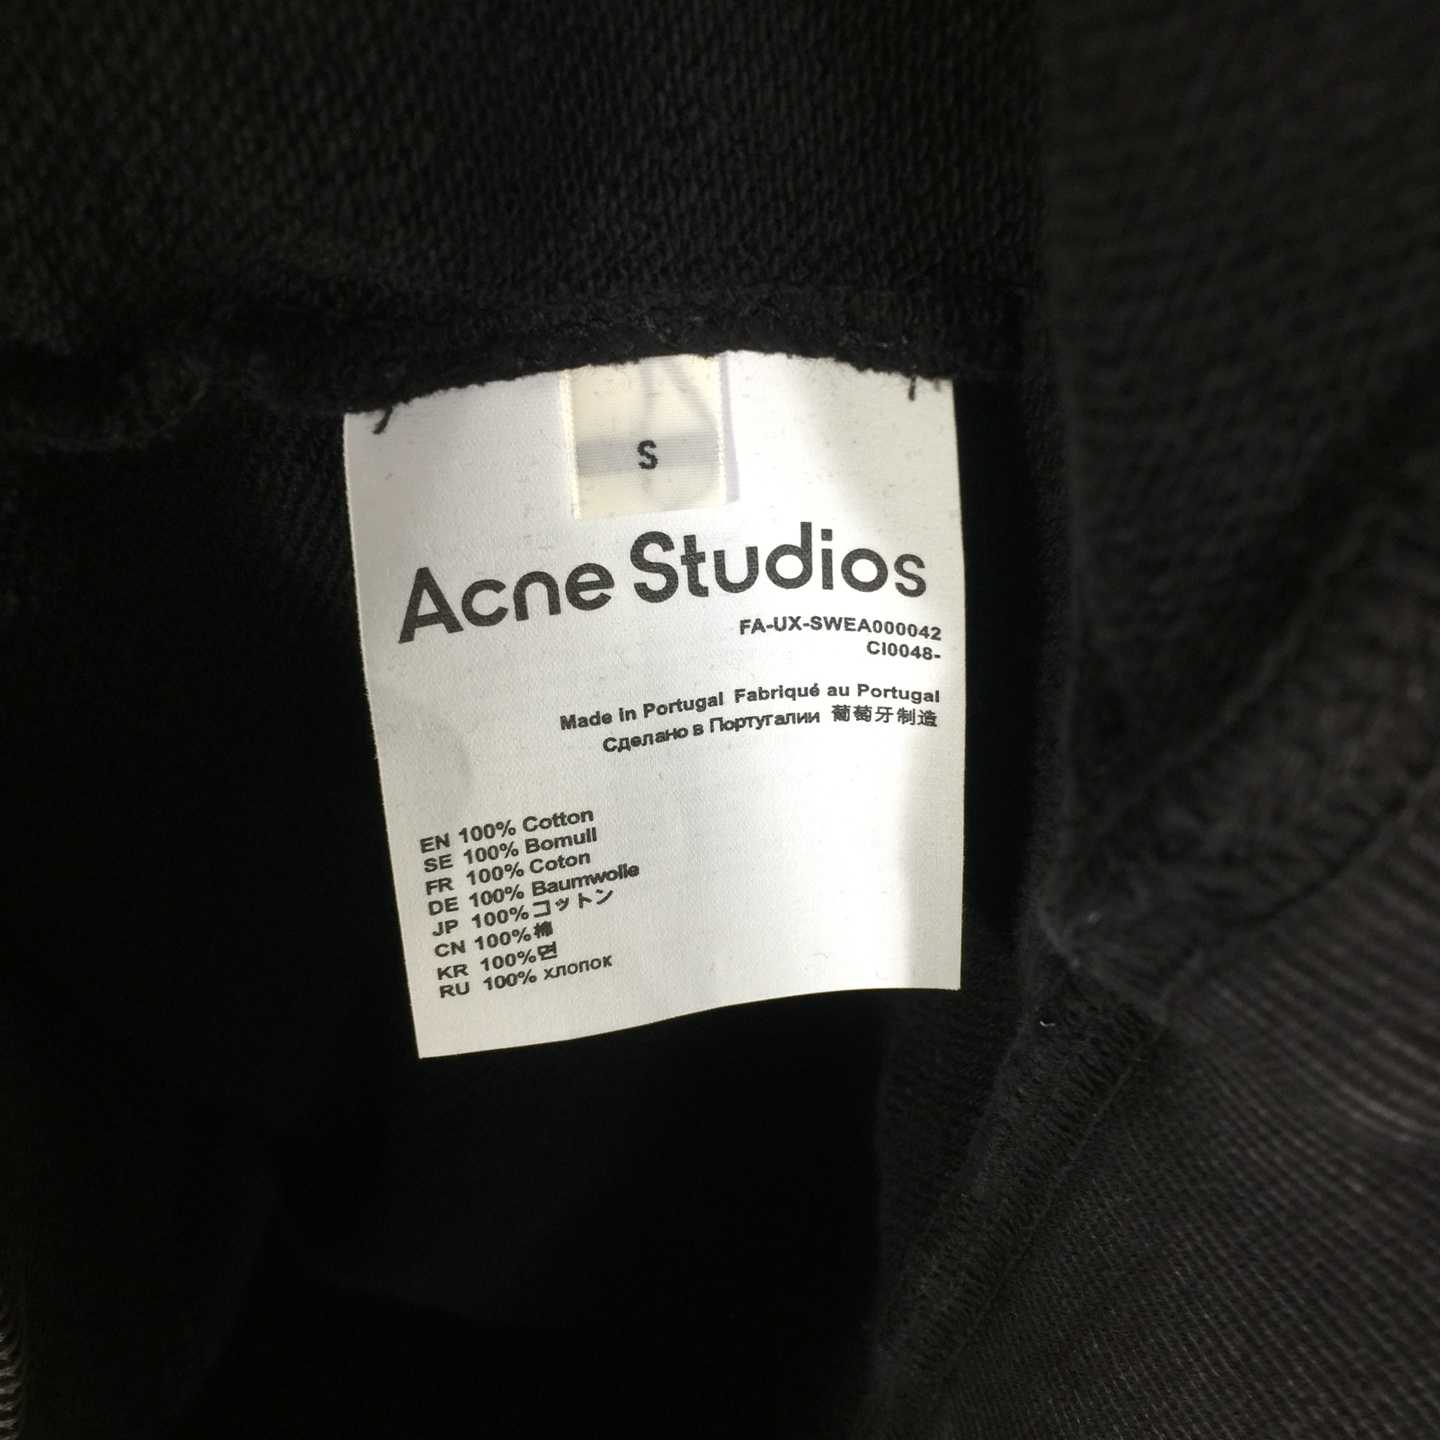 S
Acne Studios
FA-UX-SWEA000042
CI0048-
Made in Portugal Fabriqué au Portugal
Сделано в Португалии 葡萄牙制造
EN 100% Cotton
SE 100% Bomull
FR 100% Coton
DE 100% Baumwolle
JP 100%コットン
CN 100%棉
KR 100%면
RU 100% хлопок